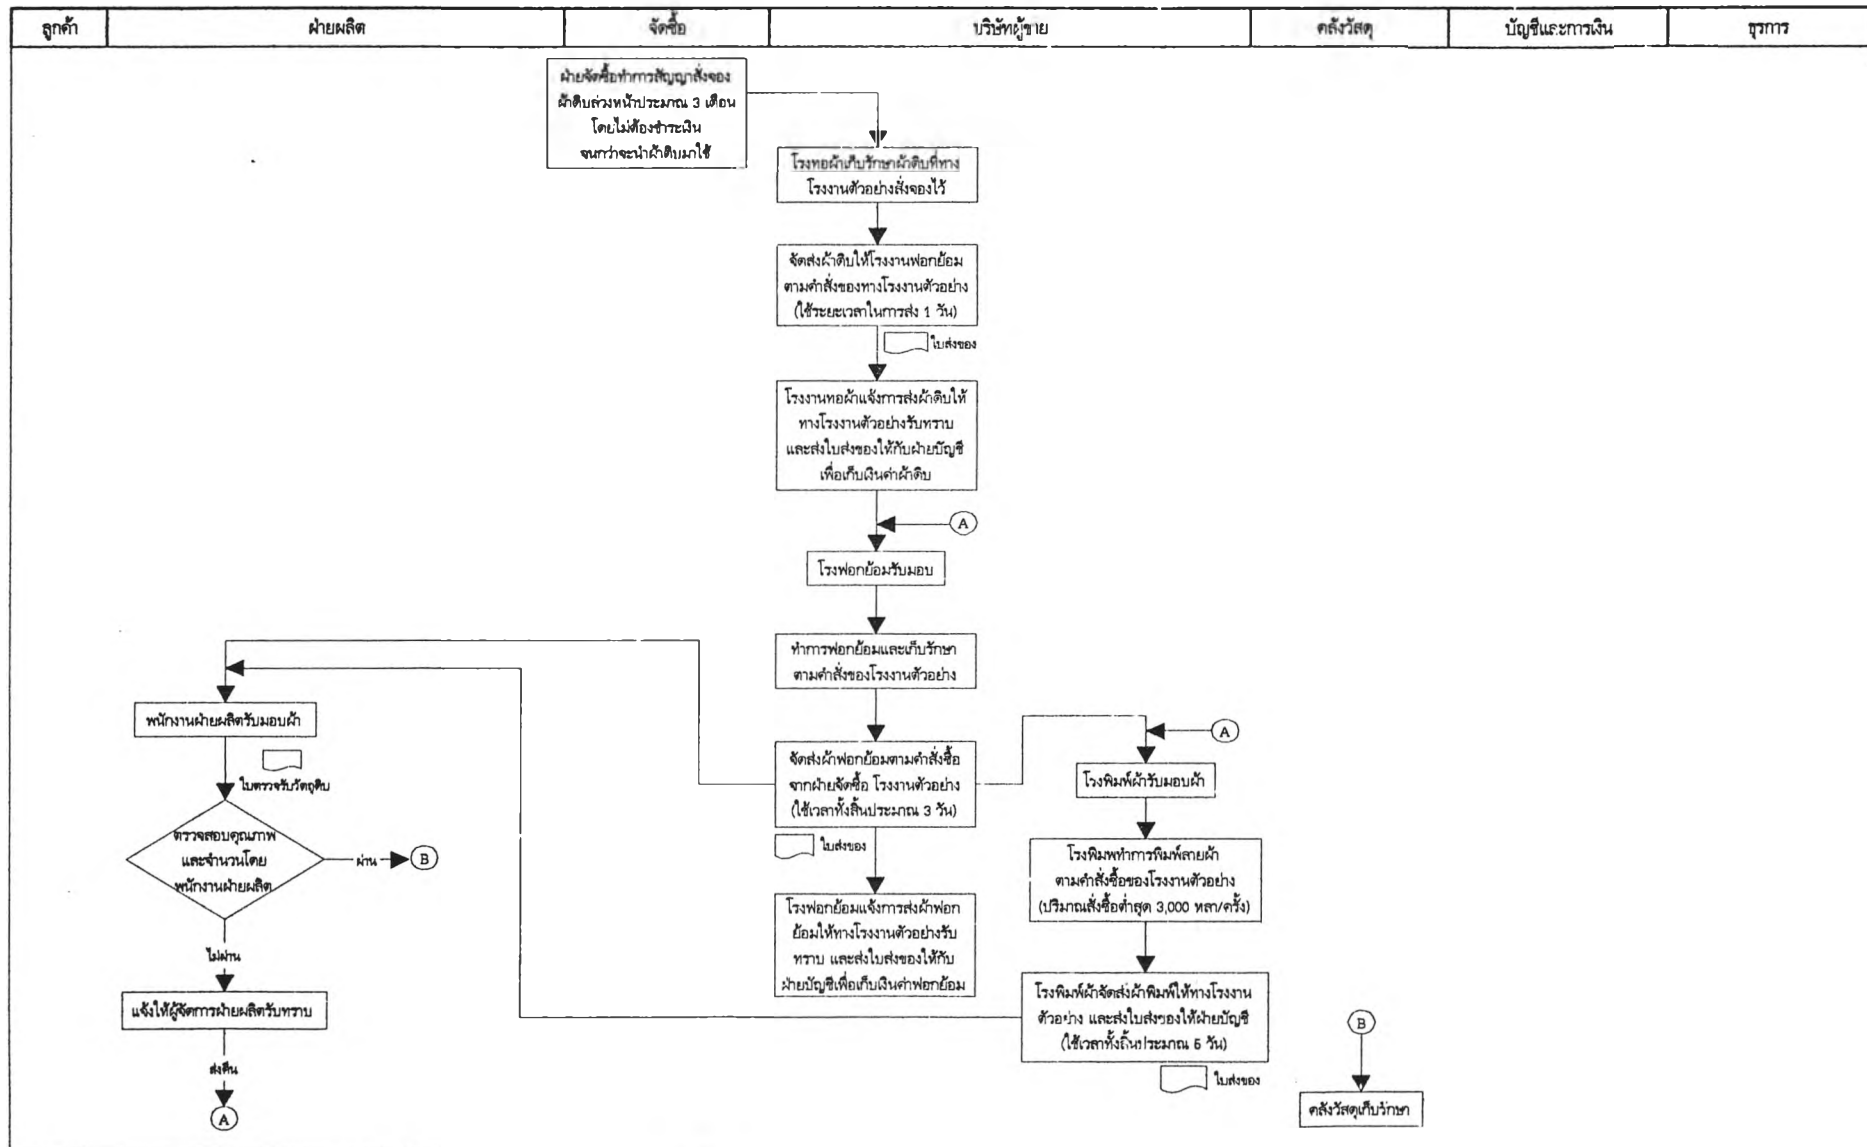 ลูกค้า
ฝ่ายผลิต
จัดซื้อ
บริษัทผู้ขาย
คลังวัสดุ
บัญชีและการเงิน
ธุรการ
ฝ่ายจัดซื้อทำการสัญญาสั่งจอง
ผ้าดิบล่วงหน้าประมาณ 3 เดือน
โดยไม่ต้องชำระเงิน
จนกว่าจะนำผ้าดิบมาใช้
โรงทอผ้าเก็บรักษาผ้าดิบที่ทาง
โรงงานตัวอย่างสั่งจองไว้
จัดส่งผ้าดิบให้โรงงานฟอกย้อม
ตามคำสั่งของทางโรงงานตัวอย่าง
(ใช้ระยะเวลาในการส่ง 1 วัน)
ใบส่งของ
โรงงานทอผ้าแจ้งการส่งผ้าดิบให้
ทางโรงงานตัวอย่างรับทราบ
และส่งใบส่งของให้กับฝ่ายบัญชี
เพื่อเก็บเงินค่าผ้าดิบ
A
โรงฟอกย้อมรับมอบ
ทำการฟอกย้อมและเก็บรักษา
ตามคำสั่งของโรงงานตัวอย่าง
จัดส่งผ้าฟอกย้อมตามคำสั่งซื้อ
จากฝ่ายจัดซื้อ โรงงานตัวอย่าง
(ใช้เวลาทั้งสิ้นประมาณ 3 วัน)
ใบส่งของ
โรงฟอกย้อมแจ้งการส่งผ้าฟอก
ย้อมให้ทางโรงงานตัวอย่างรับ
ทราบ และส่งใบส่งของให้กับ
ฝ่ายบัญชีเพื่อเก็บเงินค่าฟอกย้อม
A
โรงพิมพ์ผ้ารับมอบผ้า
โรงพิมพทำการพิมพ์ลายผ้า
ตามคำสั่งซื้อของโรงงานตัวอย่าง
(ปริมาณสั่งซื้อต่ำสุด 3,000 หลา/ครั้ง)
โรงพิมพ์ผ้าจัดส่งผ้าพิมพ์ให้ทางโรงงาน
ตัวอย่าง และส่งใบส่งของให้ฝ่ายบัญชี
(ใช้เวลาทั้งสิ้นประมาณ 5 วัน)
ใบส่งของ
พนักงานฝ่ายผลิตรับมอบผ้า
ใบตรวจรับวัตถุดิบ
ตรวจสอบคุณภาพ
และจำนวนโดย
พนักงานฝ่ายผลิต
ผ่าน
B
ไม่ผ่าน
แจ้งให้ผู้จัดการฝ่ายผลิตรับทราบ
ส่งคืน
A
B
คลังวัสดุเก็บรักษา